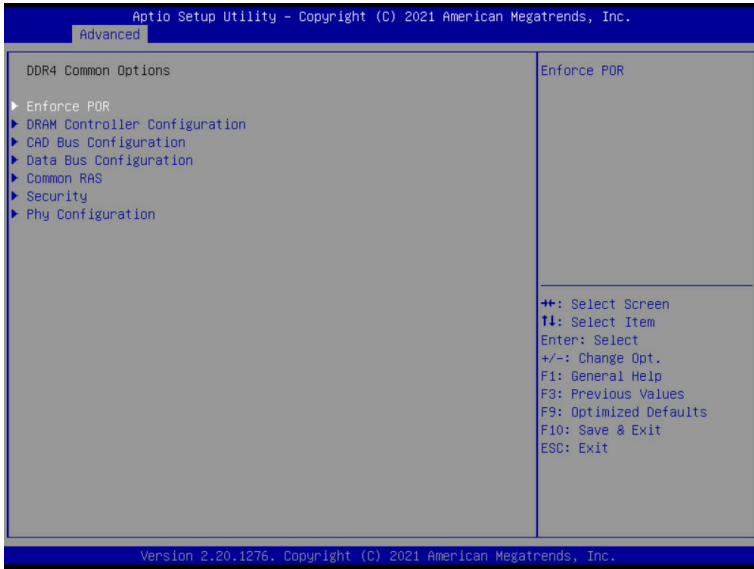 Aptio Setup Utility – Copyright (C) 2021 American Megatrends, Inc.
Advanced
DDR4 Common Options
Enforce POR
DRAM Controller Configuration
CAD Bus Configuration
Data Bus Configuration
Common RAS
Security
Phy Configuration
Enforce POR
→←: Select Screen
↑↓: Select Item
Enter: Select
+/-: Change Opt.
F1: General Help
F3: Previous Values
F9: Optimized Defaults
F10: Save & Exit
ESC: Exit
Version 2.20.1276. Copyright (C) 2021 American Megatrends, Inc.